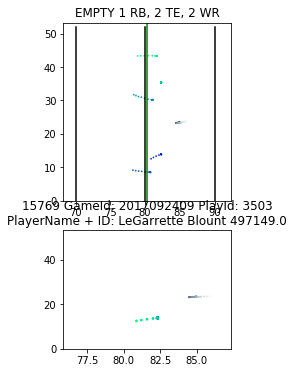 EMPTY 1 RB, 2 TE, 2 WR
50
40
30
20
10
0
70 75 80 85 90
15769 GameId: 2017092409 PlayId: 3503
PlayerName + ID: LeGarrette Blount 497149.0
40
20
0
77.5 80.0 82.5 85.0